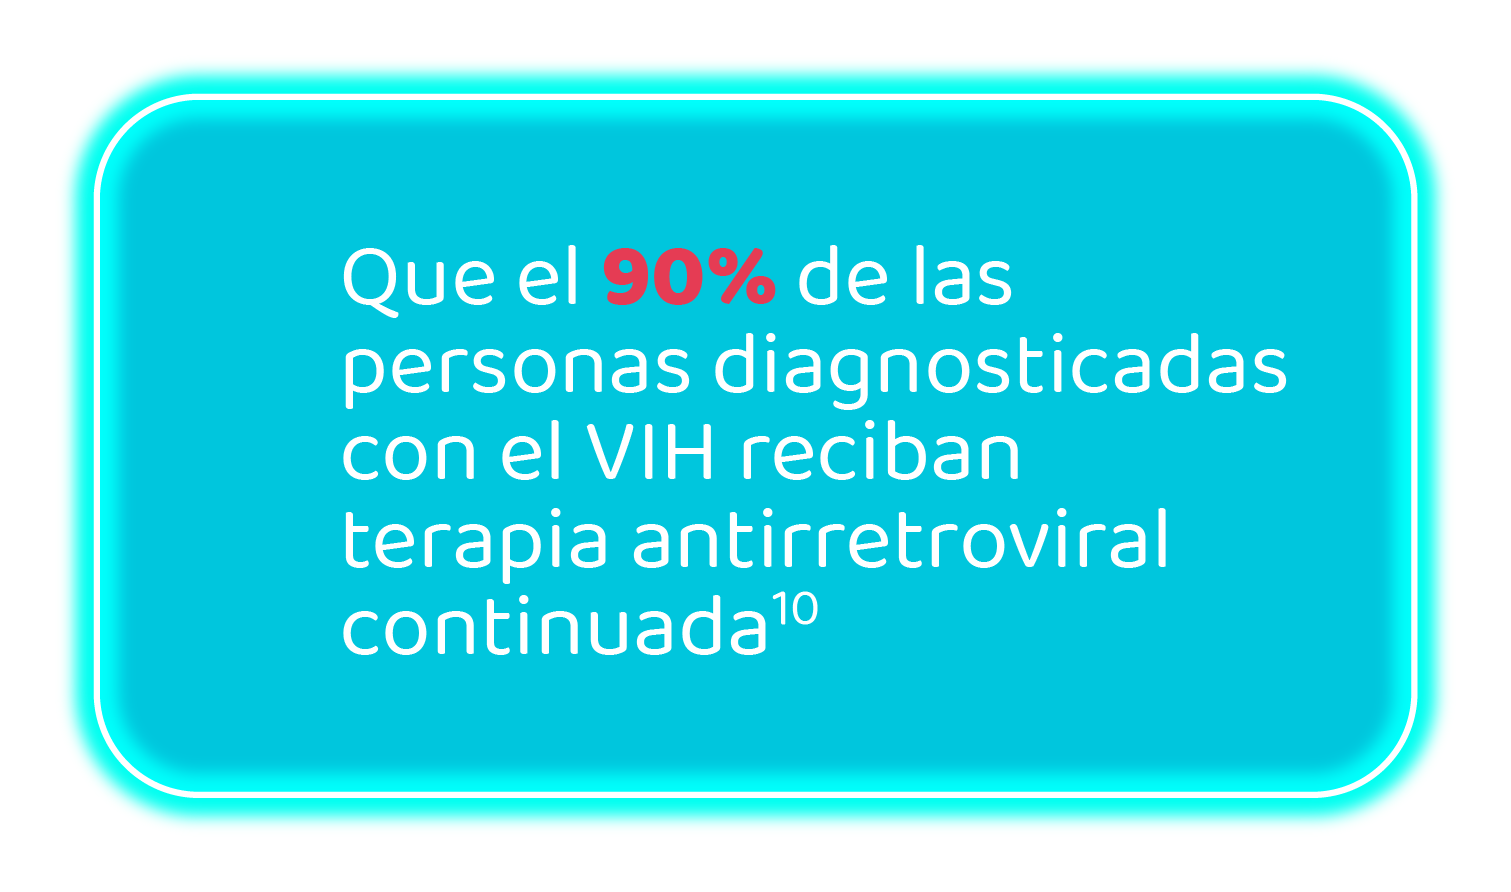 Que el 90% de las
personas diagnosticadas
con el VIH reciban
terapia antirretroviral
continuada¹⁰